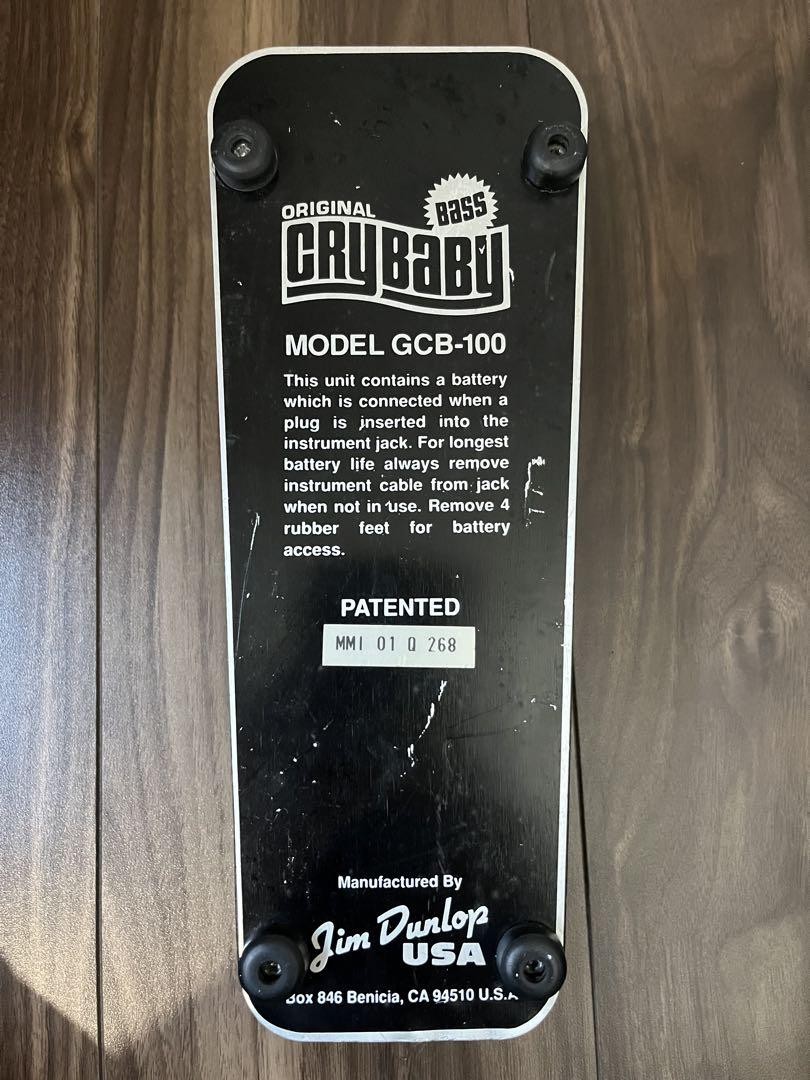 ORIGINAL
BASS
CRYBABY
MODEL GCB-100
This unit contains a battery
which is connected when a
plug is inserted into the
instrument jack. For longest
battery life always remove
instrument cable from jack
when not in use. Remove 4
rubber feet for battery
access.
PATENTED
MMI 01 Q 268
Manufactured By
Jim Dunlop
USA
Box 846 Benicia, CA 94510 U.S.A